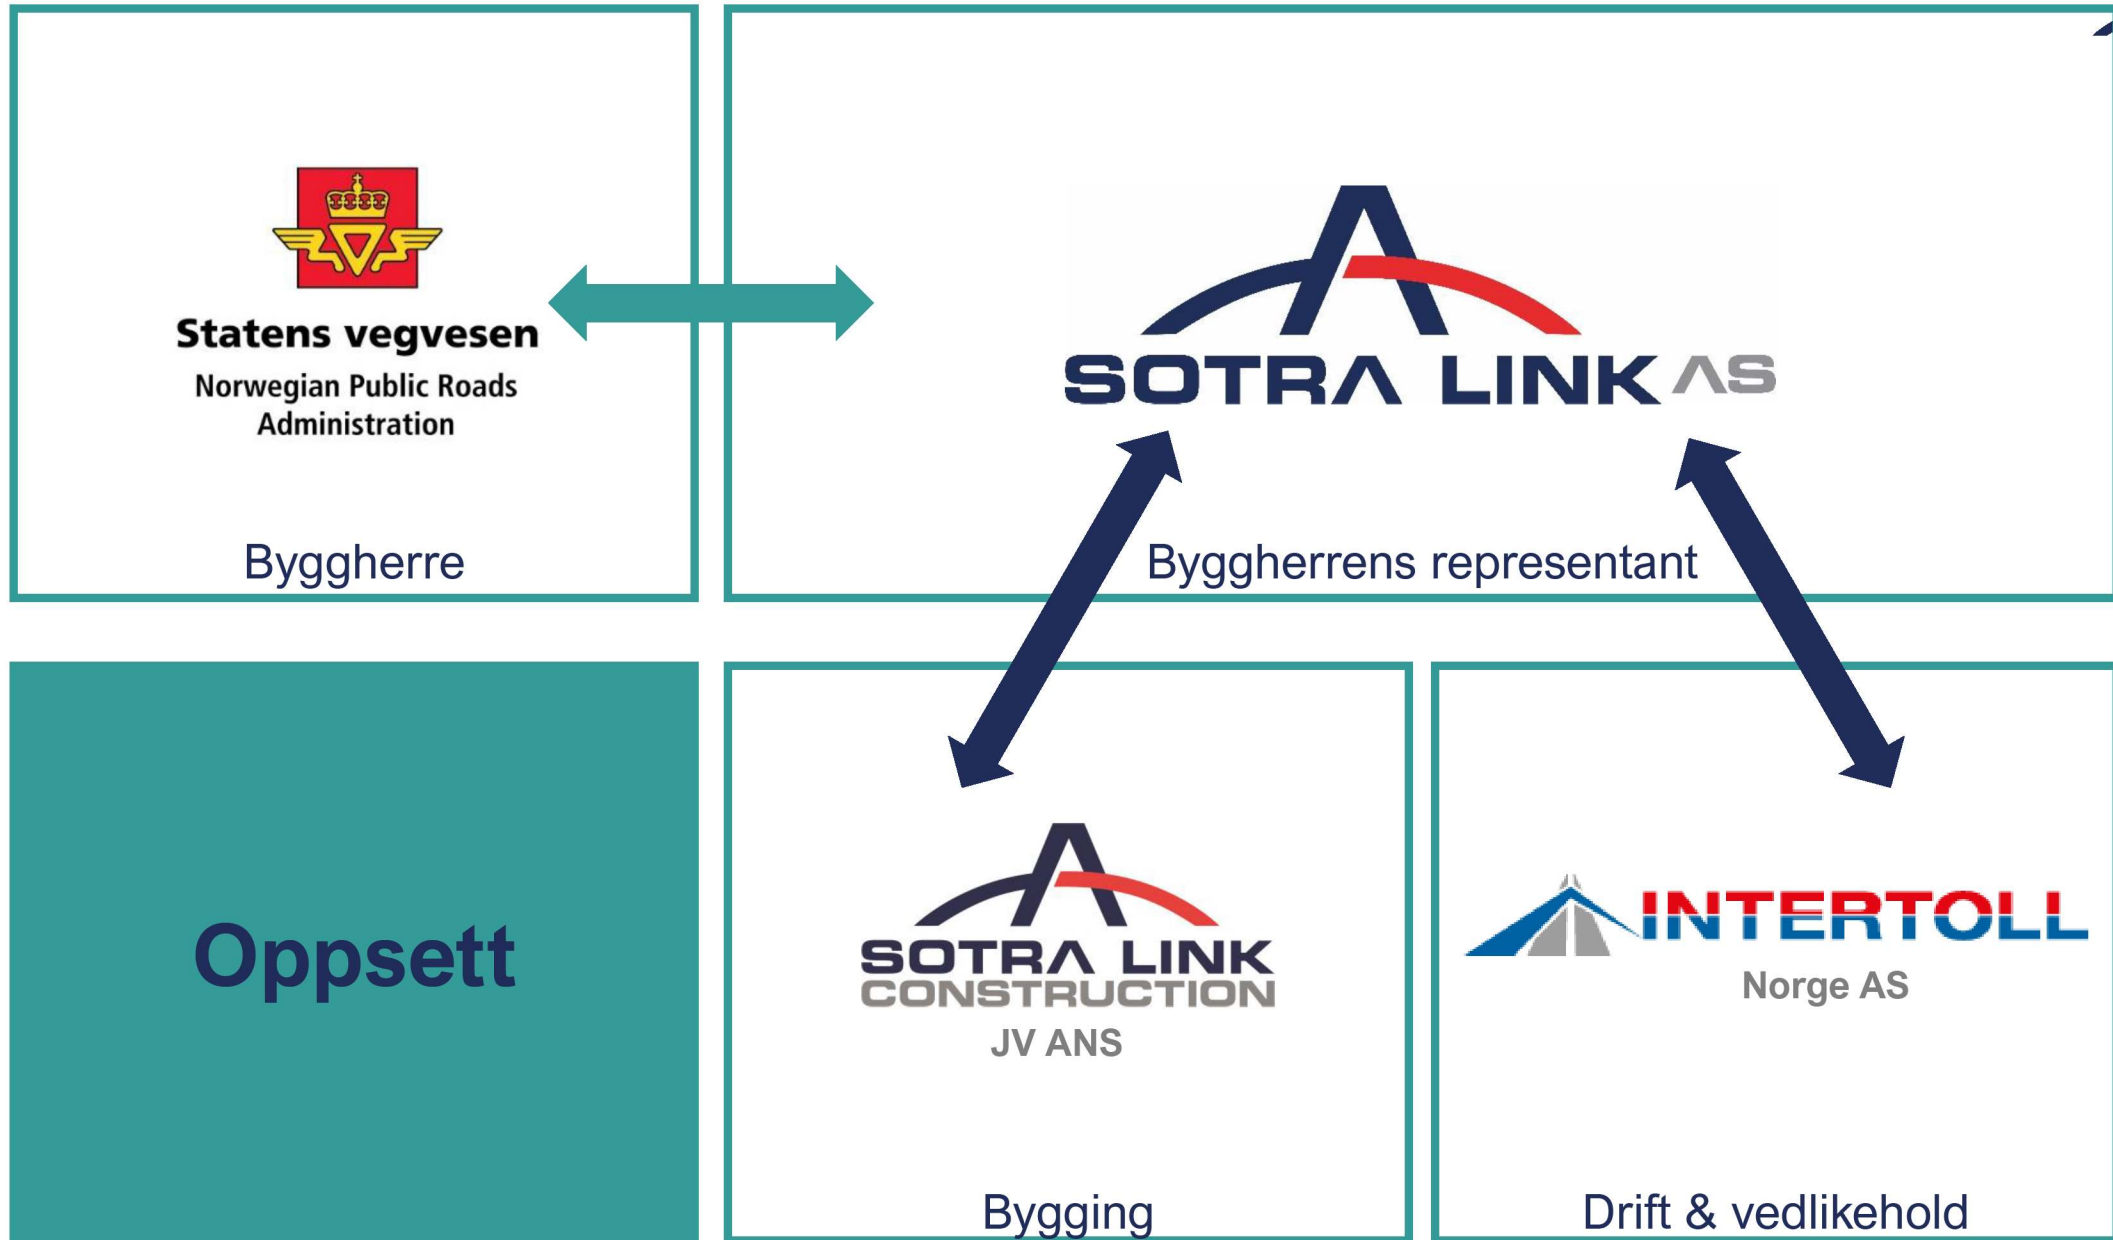 Statens vegvesen
Norwegian Public Roads
Administration
Byggherre
SOTRA LINK AS
Byggherrens representant
Oppsett
SOTRA LINK
CONSTRUCTION
JV ANS
Bygging
INTERTOLL
Norge AS
Drift & vedlikehold